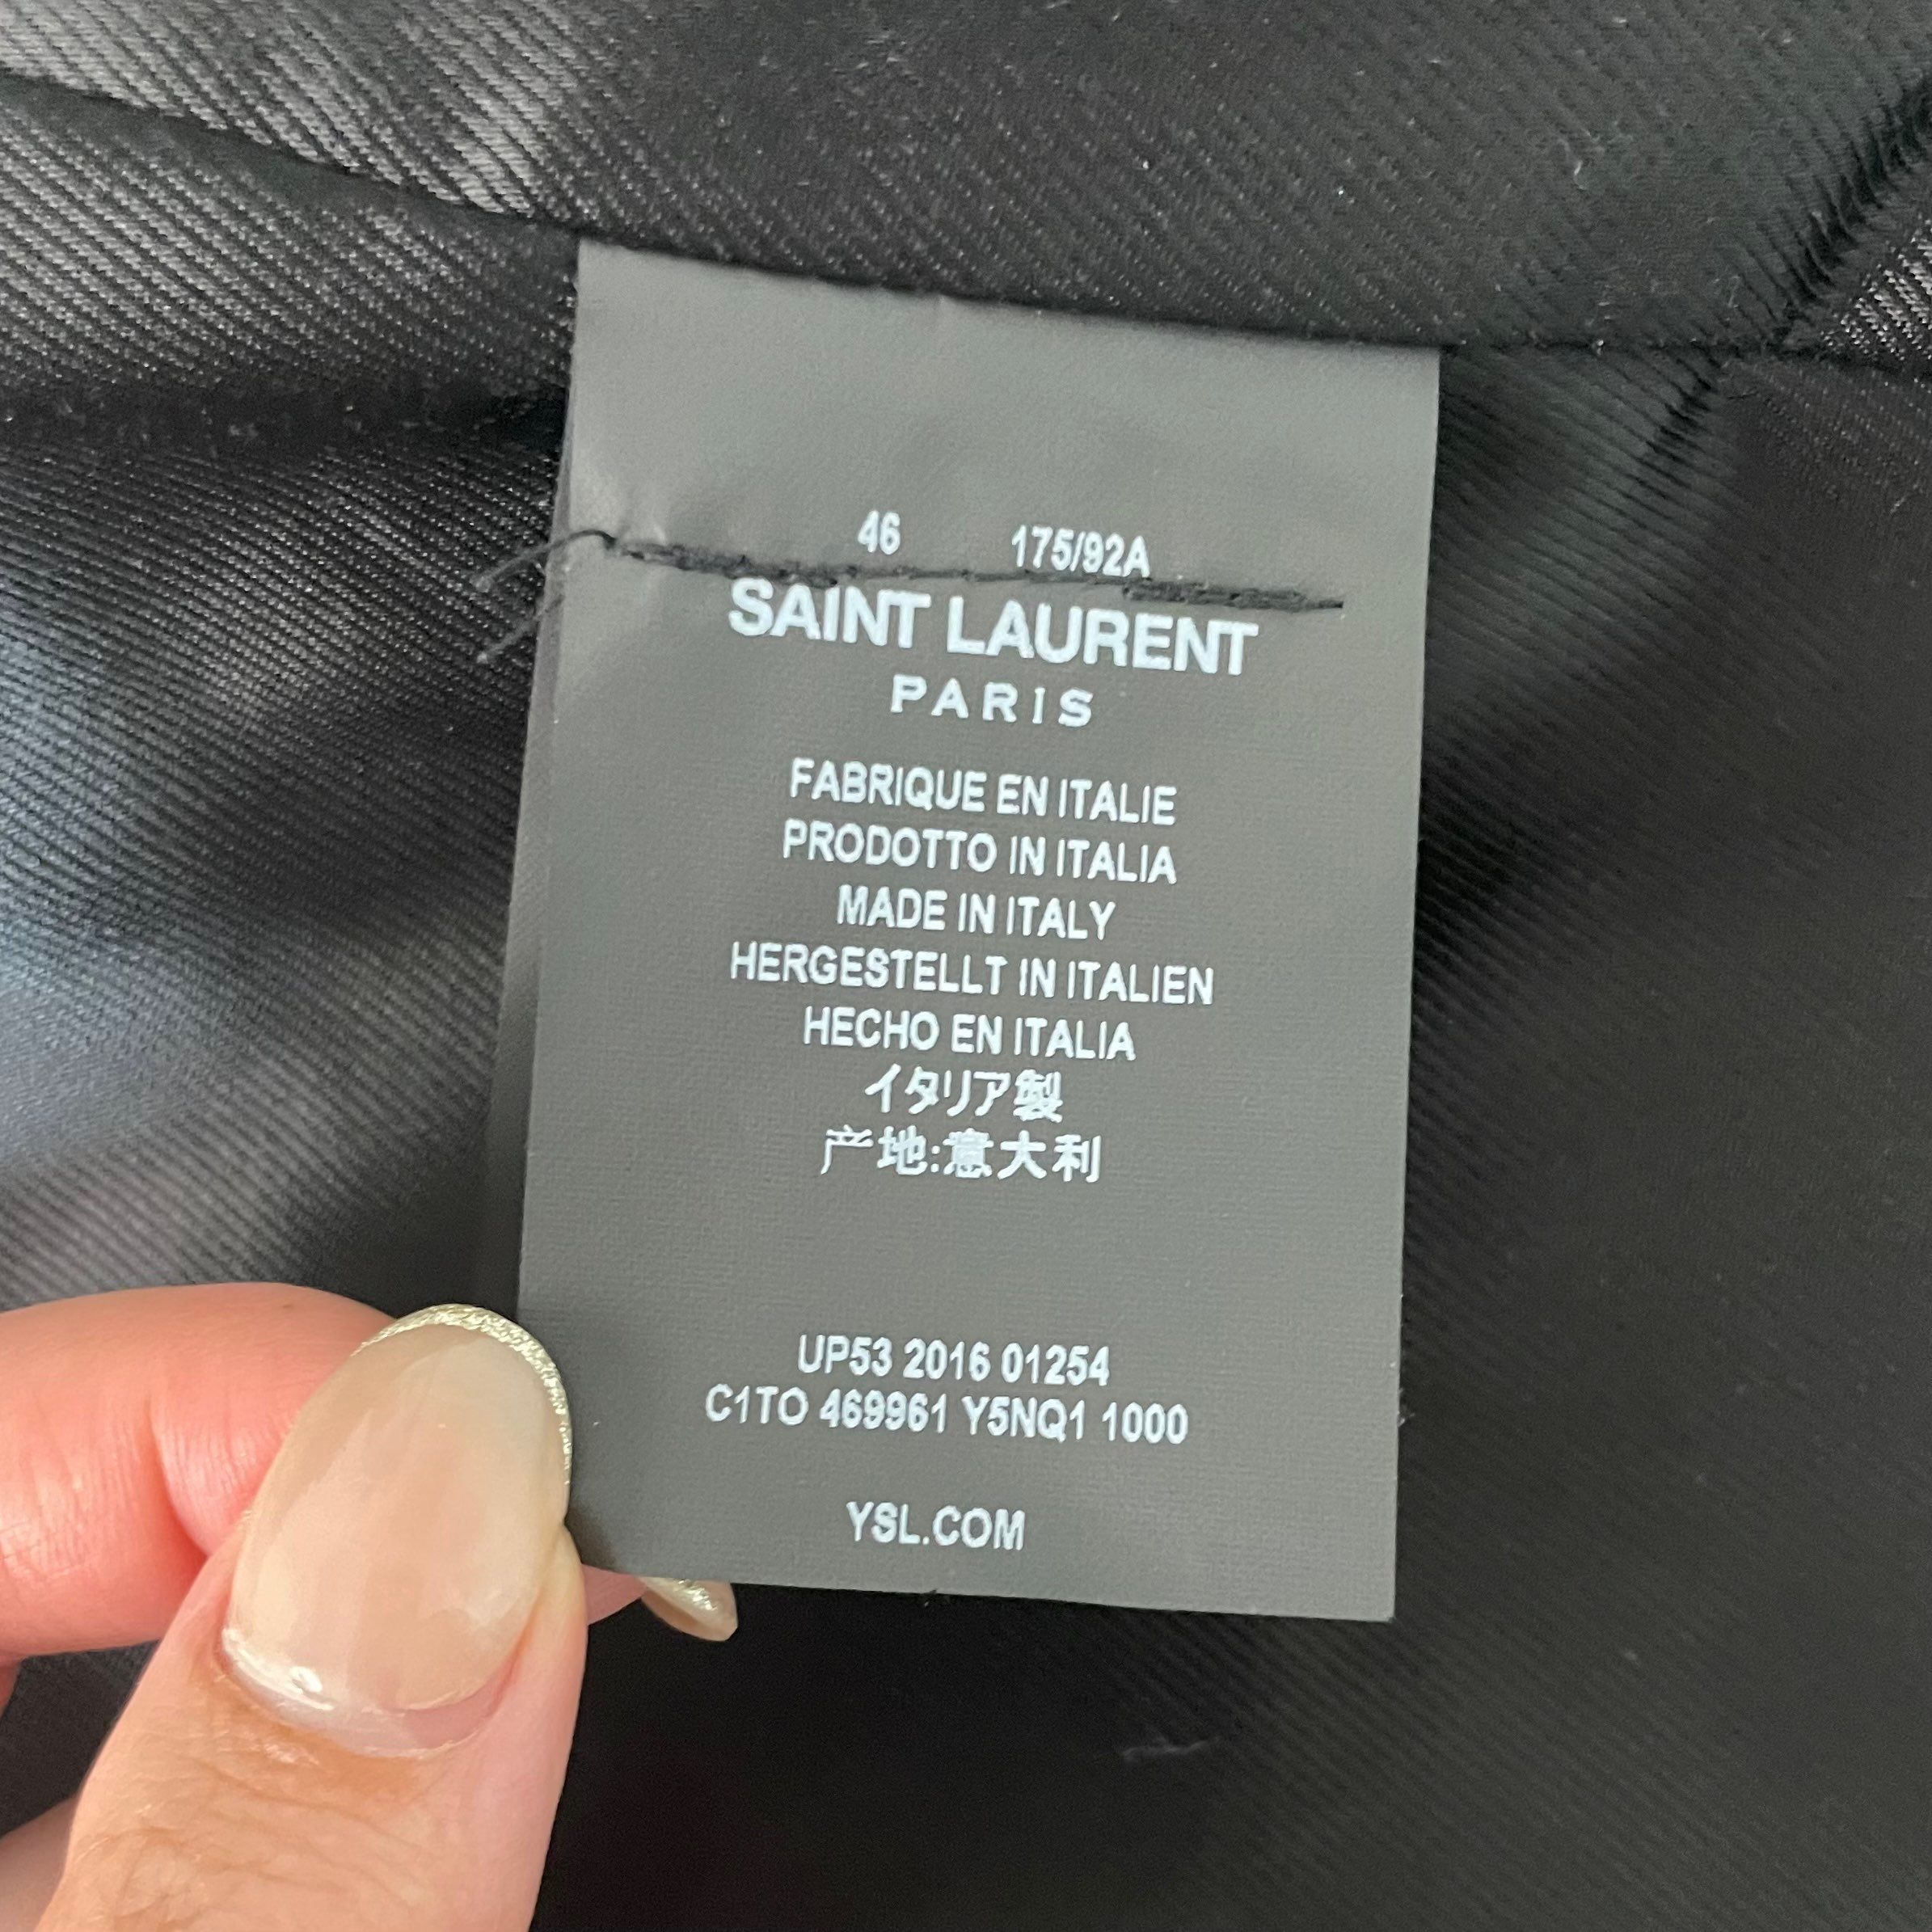 46 175/92A
SAINT LAURENT
PARIS
FABRIQUE EN ITALIE
PRODOTTO IN ITALIA
MADE IN ITALY
HERGESTELLT IN ITALIEN
HECHO EN ITALIA
イタリア製
产地:意大利
UP53 2016 01254
C1TO 469961 Y5NQ1 1000
YSL.COM